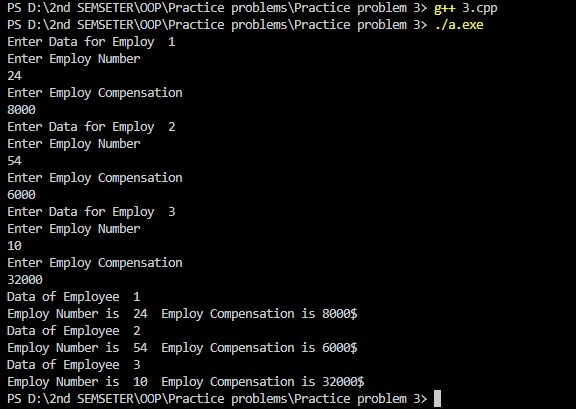 PS D:\2nd SEMSETER\OOP\Practice problems\Practice problem 3> g++ 3.cpp
PS D:\2nd SEMSETER\OOP\Practice problems\Practice problem 3> ./a.exe
Enter Data for Employ  1
Enter Employ Number
24
Enter Employ Compensation
8000
Enter Data for Employ  2
Enter Employ Number
54
Enter Employ Compensation
6000
Enter Data for Employ  3
Enter Employ Number
10
Enter Employ Compensation
32000
Data of Employee  1
Employ Number is  24  Employ Compensation is 8000$
Data of Employee  2
Employ Number is  54  Employ Compensation is 6000$
Data of Employee  3
Employ Number is  10  Employ Compensation is 32000$
PS D:\2nd SEMSETER\OOP\Practice problems\Practice problem 3>